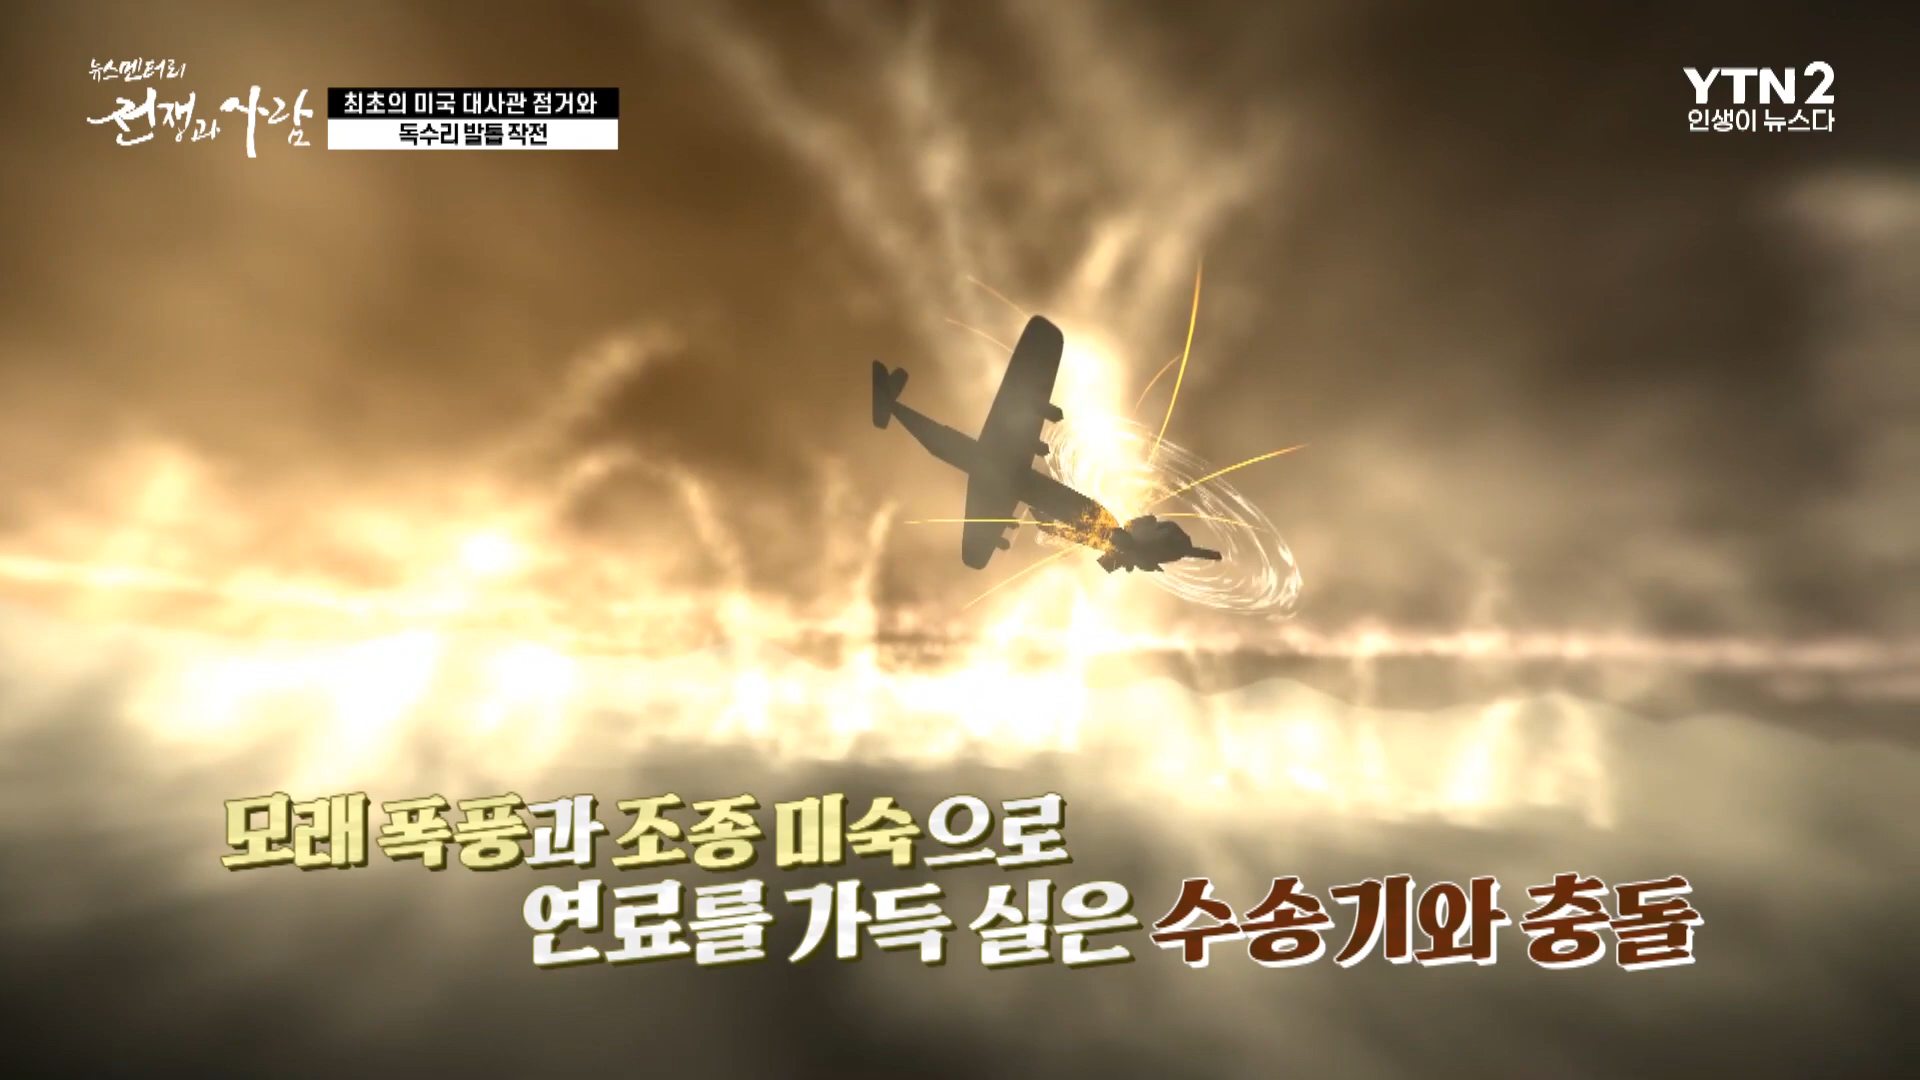 뉴스멘터리
전쟁과 사람
최초의 미국 대사관 점거와
독수리 발톱 작전
YTN2
인생이 뉴스다
모래 폭풍과 조종 미숙으로
연료를 가득 실은 수송기와 충돌